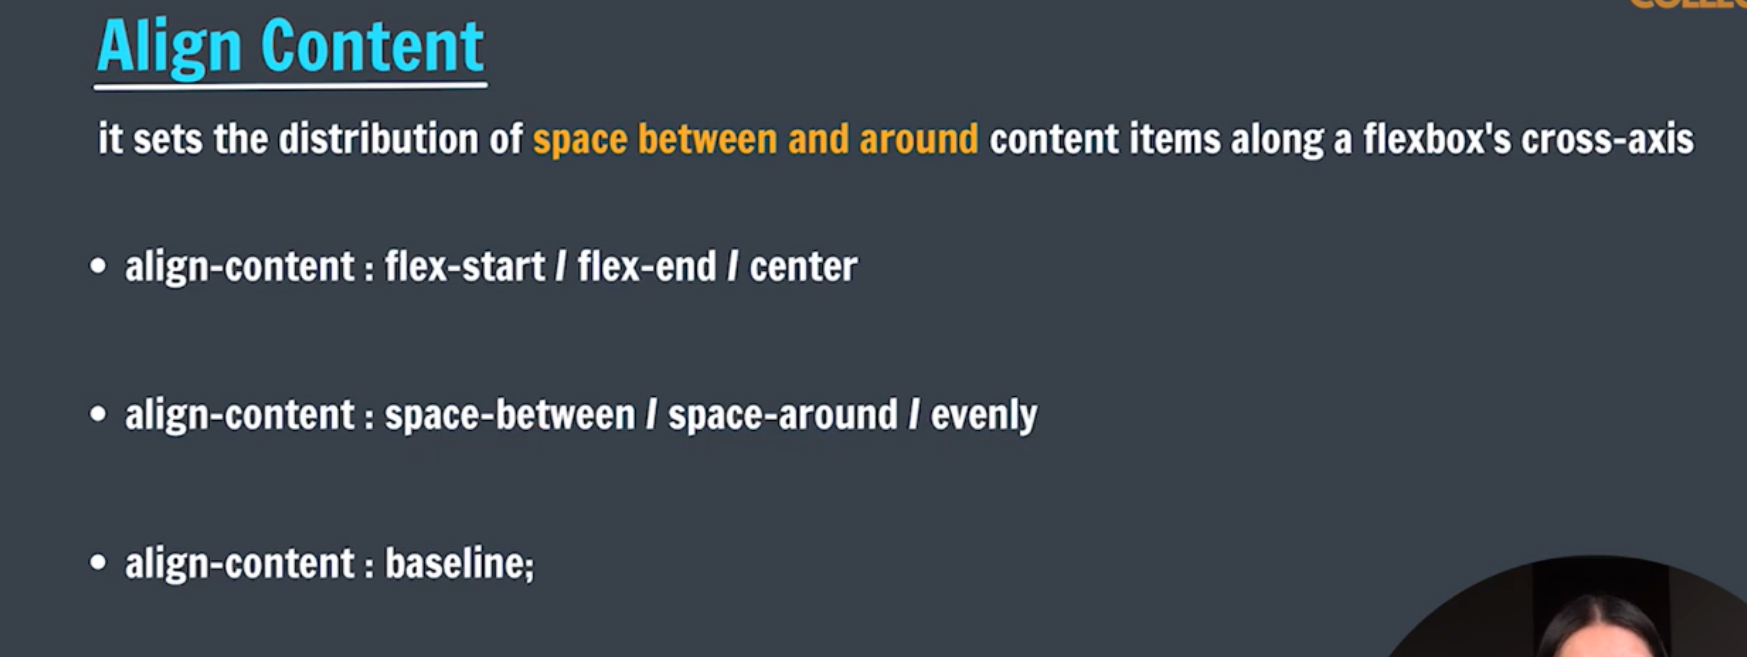 Align Content
it sets the distribution of space between and around content items along a flexbox's cross-axis
• align-content : flex-start / flex-end / center
• align-content : space-between / space-around / evenly
• align-content : baseline;